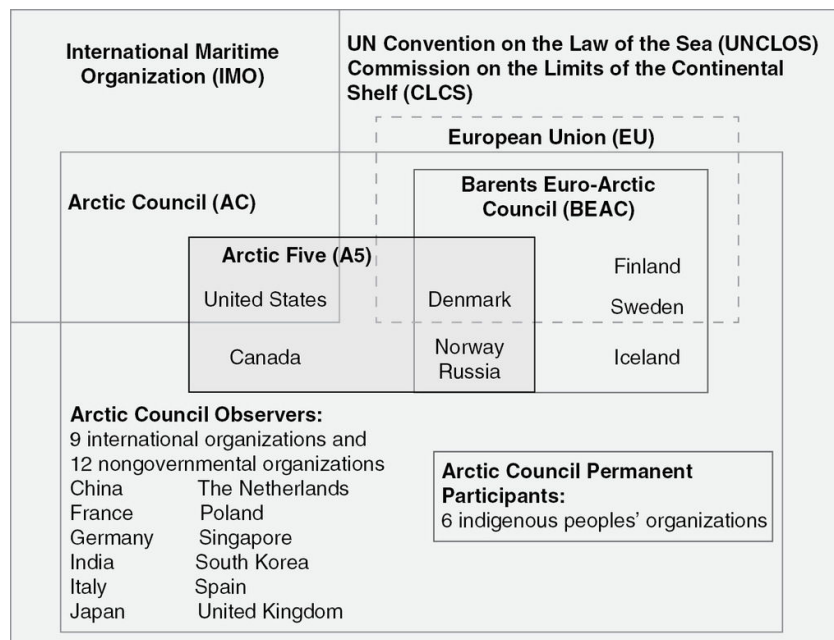 International Maritime
Organization (IMO)
UN Convention on the Law of the Sea (UNCLOS)
Commission on the Limits of the Continental
Shelf (CLCS)
European Union (EU)
Arctic Council (AC)
Barents Euro-Arctic
Council (BEAC)
Arctic Five (A5)
United States
Canada
Denmark
Norway
Russia
Finland
Sweden
Iceland
Arctic Council Observers:
9 international organizations and
12 nongovernmental organizations
China The Netherlands
France Poland
Germany Singapore
India South Korea
Italy Spain
Japan United Kingdom
Arctic Council Permanent
Participants:
6 indigenous peoples’ organizations